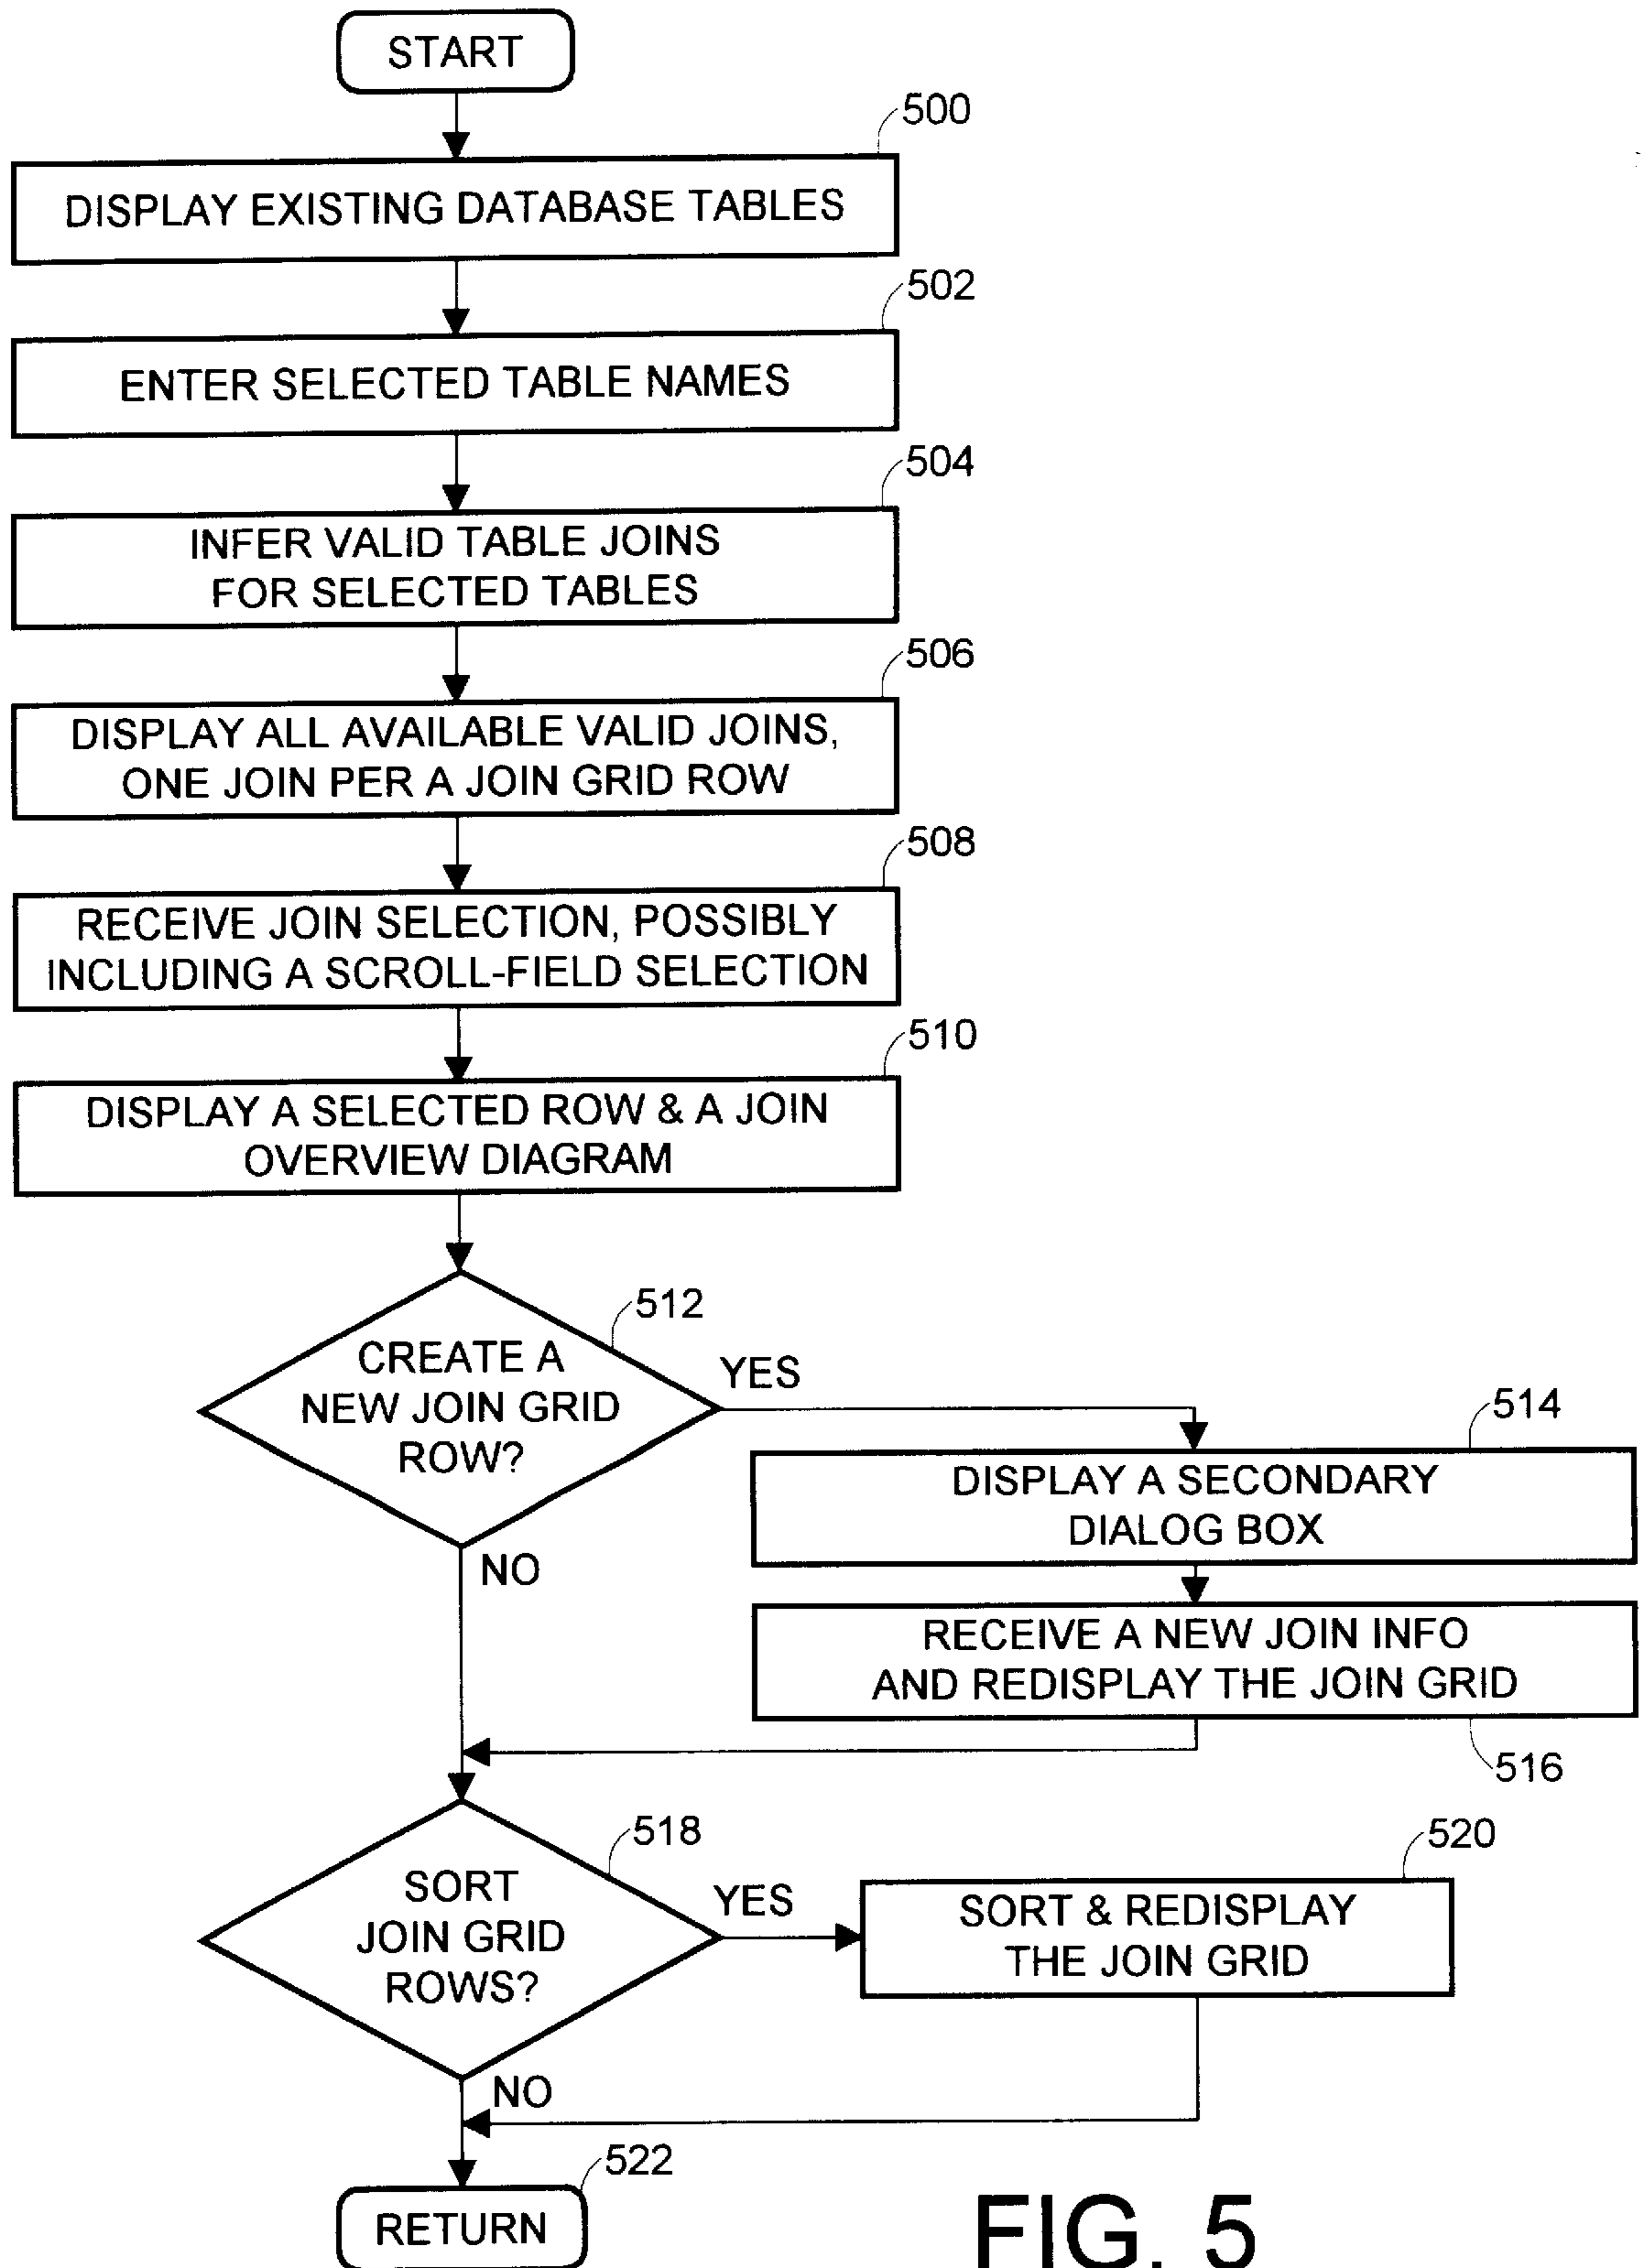 START
500
DISPLAY EXISTING DATABASE TABLES
502
ENTER SELECTED TABLE NAMES
504
INFER VALID TABLE JOINS
FOR SELECTED TABLES
506
DISPLAY ALL AVAILABLE VALID JOINS,
ONE JOIN PER A JOIN GRID ROW
508
RECEIVE JOIN SELECTION, POSSIBLY
INCLUDING A SCROLL-FIELD SELECTION
510
DISPLAY A SELECTED ROW & A JOIN
OVERVIEW DIAGRAM
512
CREATE A
NEW JOIN GRID
ROW?
YES
NO
514
DISPLAY A SECONDARY
DIALOG BOX
RECEIVE A NEW JOIN INFO
AND REDISPLAY THE JOIN GRID
516
518
SORT
JOIN GRID
ROWS?
YES
NO
520
SORT & REDISPLAY
THE JOIN GRID
522
RETURN
FIG. 5